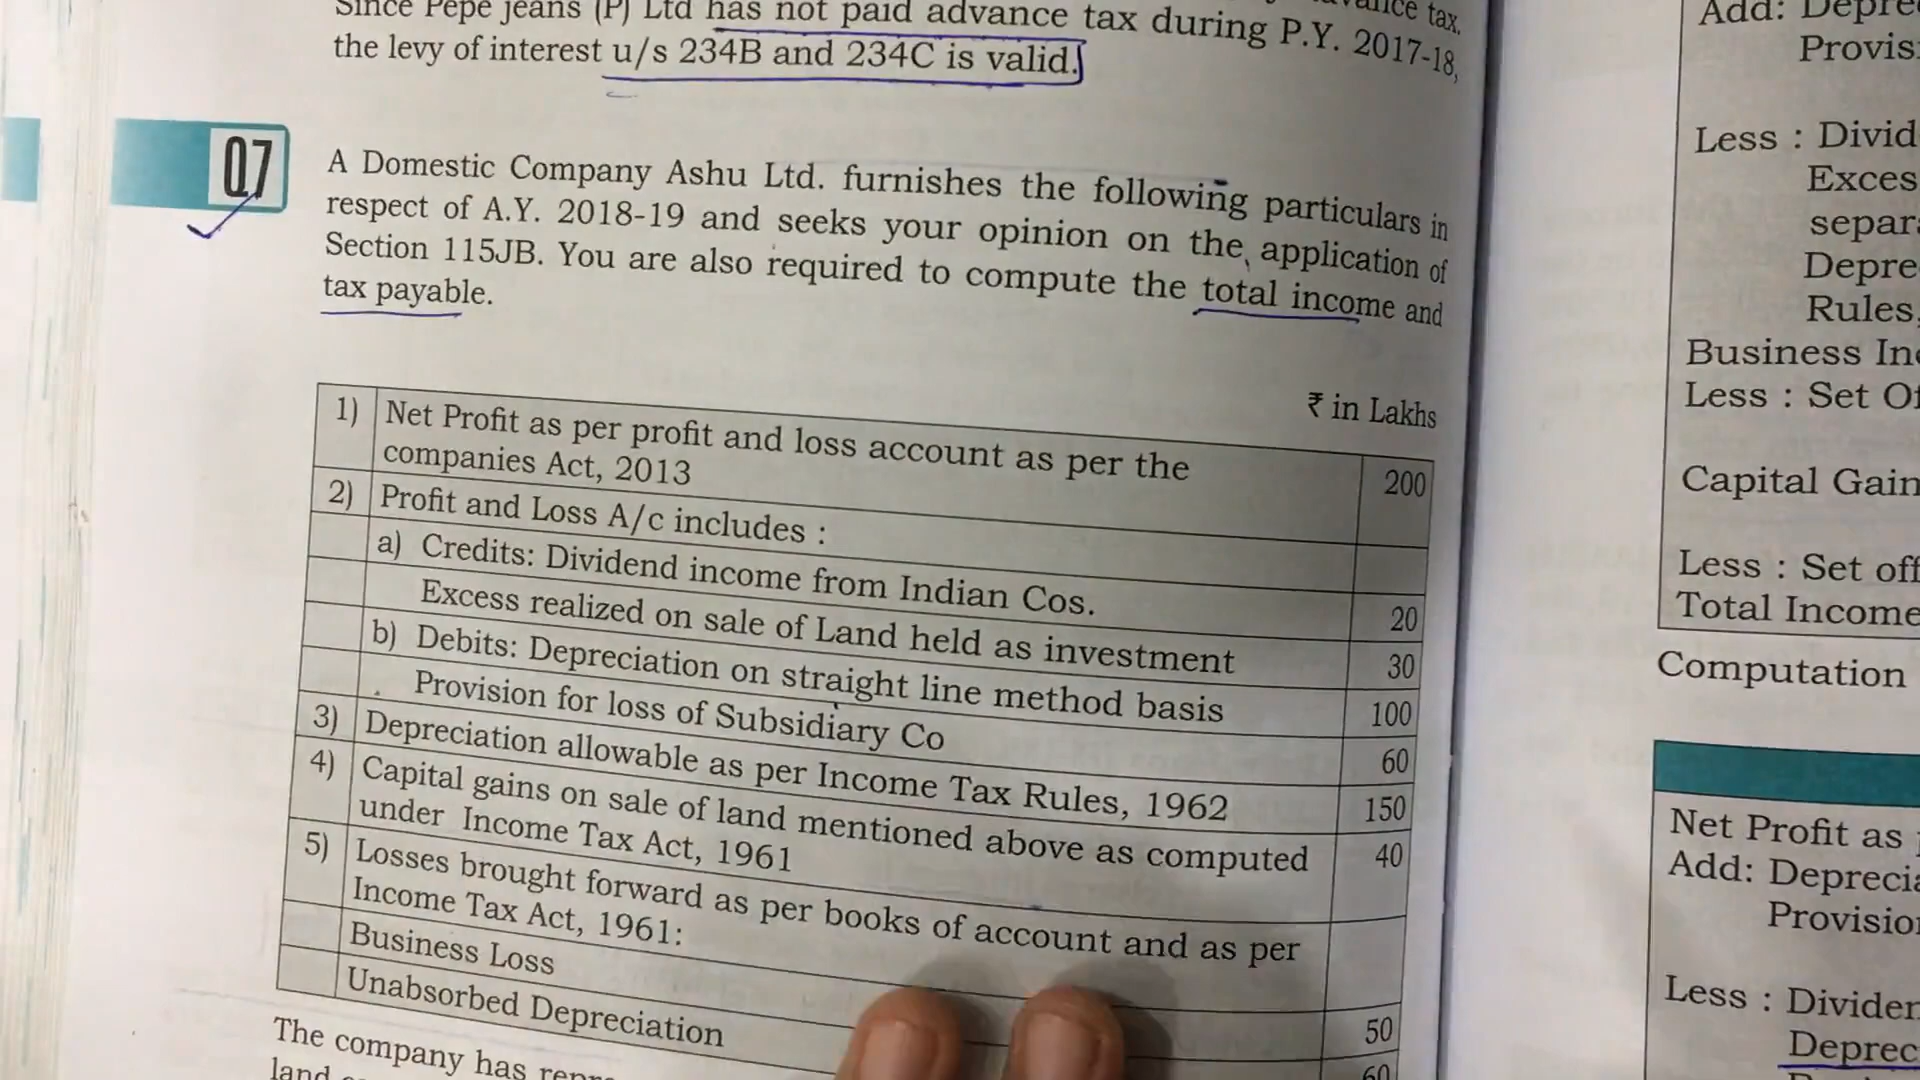 Since Pepe jeans (P) Ltd has not paid advance tax during P.Y. 2017-18,
the levy of interest u/s 234B and 234C is valid.
tax.
Q7
A Domestic Company Ashu Ltd. furnishes the following particulars in
respect of A.Y. 2018-19 and seeks your opinion on the application of
Section 115JB. You are also required to compute the total income and
tax payable.
₹ in Lakhs
1) Net Profit as per profit and loss account as per the
companies Act, 2013 200
2) Profit and Loss A/c includes :
a) Credits: Dividend income from Indian Cos. 20
Excess realized on sale of Land held as investment 30
b) Debits: Depreciation on straight line method basis 100
Provision for loss of Subsidiary Co 60
3) Depreciation allowable as per Income Tax Rules, 1962 150
4) Capital gains on sale of land mentioned above as computed
under Income Tax Act, 1961 40
5) Losses brought forward as per books of account and as per
Income Tax Act, 1961:
Business Loss 50
Unabsorbed Depreciation 60
The company has
land
Add: Depre
Provis
Less : Divid
Exces
separ
Depre
Rules,
Business In
Less : Set Of
Capital Gain
Less : Set off
Total Income
Computation
Net Profit as
Add: Deprecia
Provision
Less : Dividen
Deprec